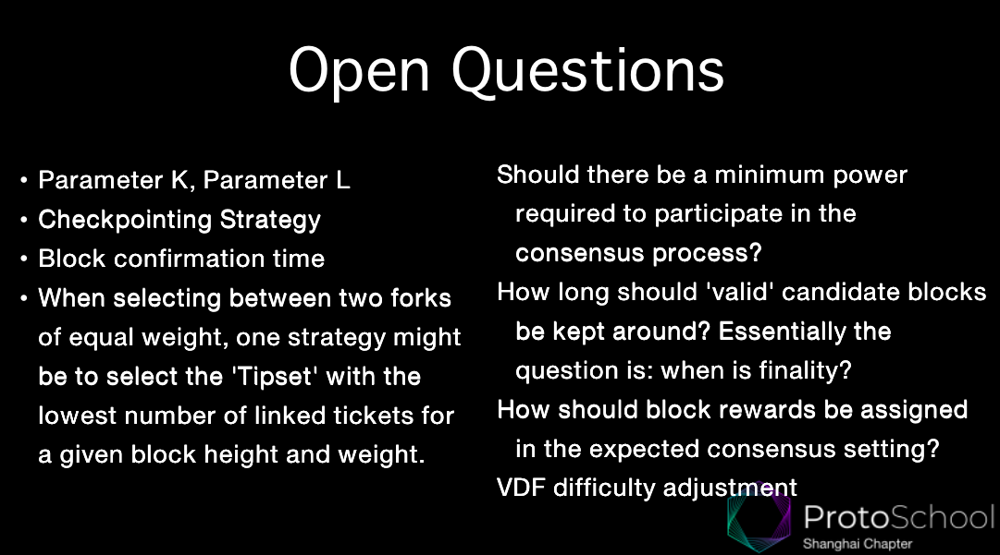 Open Questions
• Parameter K, Parameter L
• Checkpointing Strategy
• Block confirmation time
• When selecting between two forks
of equal weight, one strategy might
be to select the 'Tipset' with the
lowest number of linked tickets for
a given block height and weight.
Should there be a minimum power
required to participate in the
consensus process?
How long should 'valid' candidate blocks
be kept around? Essentially the
question is: when is finality?
How should block rewards be assigned
in the expected consensus setting?
VDF difficulty adjustment
ProtoSchool
Shanghai Chapter